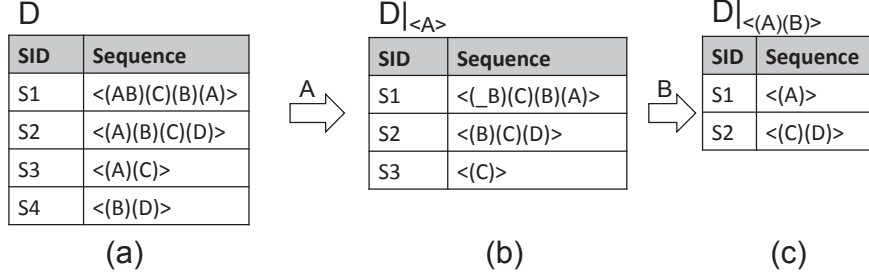 D
SID Sequence
S1 <(AB)(C)(B)(A)>
S2 <(A)(B)(C)(D)>
S3 <(A)(C)>
S4 <(B)(D)>
(a)
A
D|<A>
SID Sequence
S1 <(_B)(C)(B)(A)>
S2 <(B)(C)(D)>
S3 <(C)>
(b)
B
D|<(A)(B)>
SID Sequence
S1 <(A)>
S2 <(C)(D)>
(c)